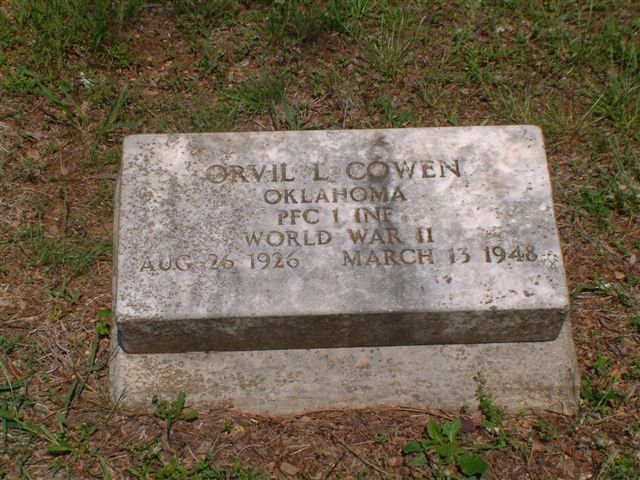 ORVIL L COWEN
OKLAHOMA
PFC 1 INF
WORLD WAR II
AUG 26 1926 MARCH 13 1948